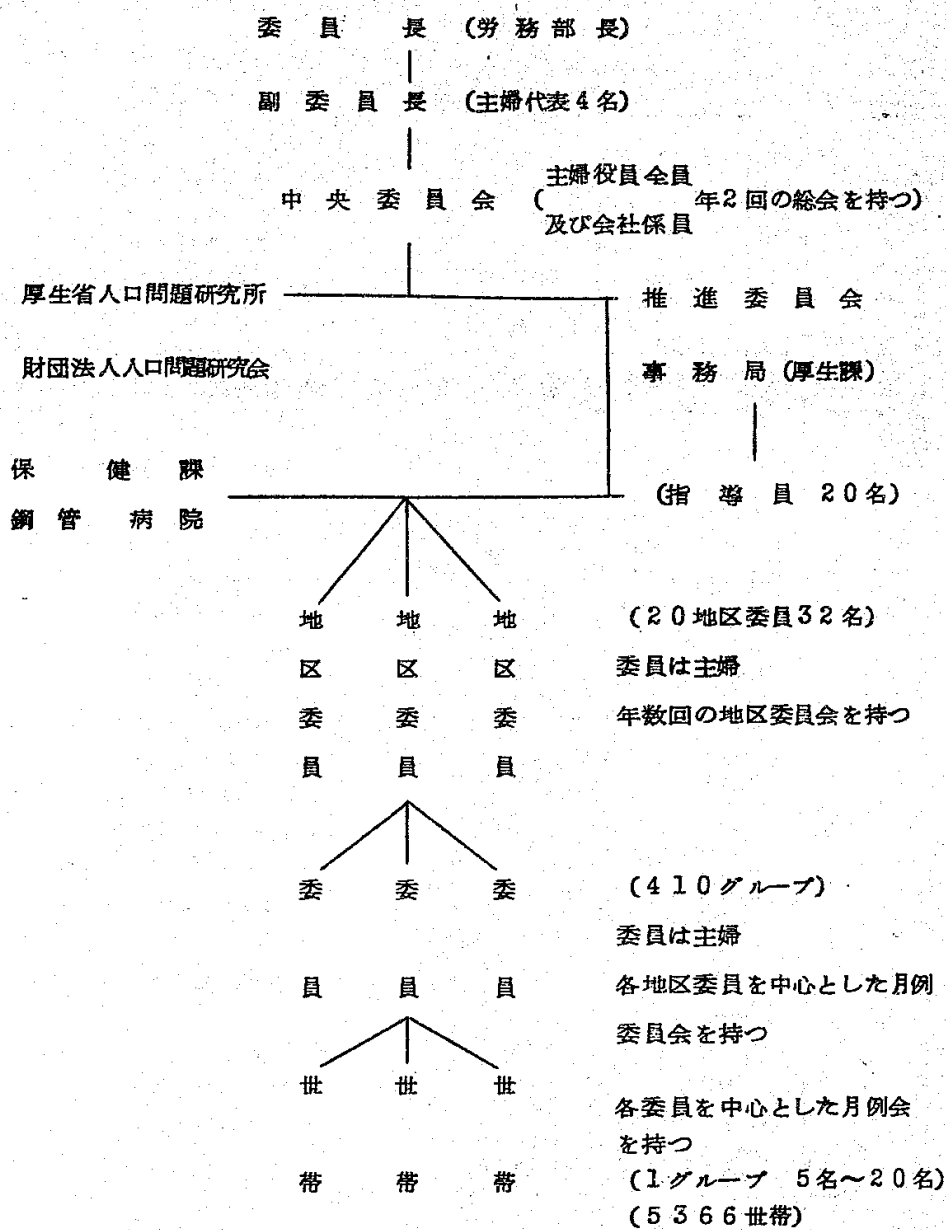 委員長 (労務部長)
副委員長 (主婦代表4名)
中央委員会 (主婦役員会員及び会社係員 年2回の総会を持つ)
厚生省人口問題研究所
推進委員会
財団法人人口問題研究会
事務局 (厚生課)
保健課
鋼管病院
(指導員 20名)
地区委員 地区委員 地区委員
(20地区委員32名)
委員は主婦
年数回の地区委員会を持つ
委員 委員 委員
(410グループ)
委員は主婦
各地区委員を中心とした月例
委員会を持つ
世帯 世帯 世帯
各委員を中心とした月例会
を持つ
(1グループ 5名～20名)
(5366世帯)